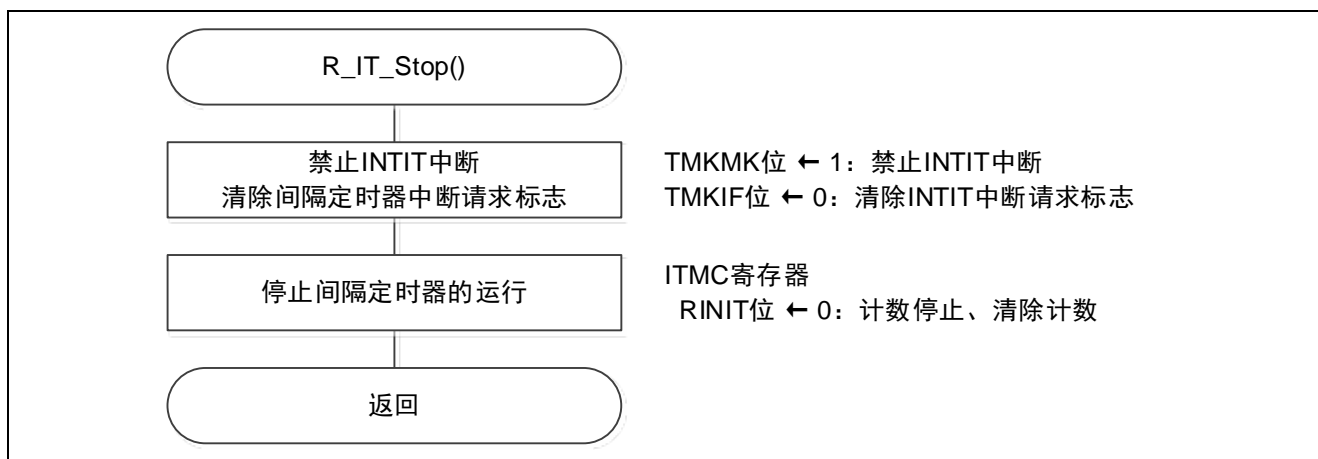 R_IT_Stop()
禁止INTIT中断
清除间隔定时器中断请求标志
TMKMK位 ← 1：禁止INTIT中断
TMKIF位 ← 0：清除INTIT中断请求标志
停止间隔定时器的运行
ITMC寄存器
RINIT位 ← 0：计数停止、清除计数
返回